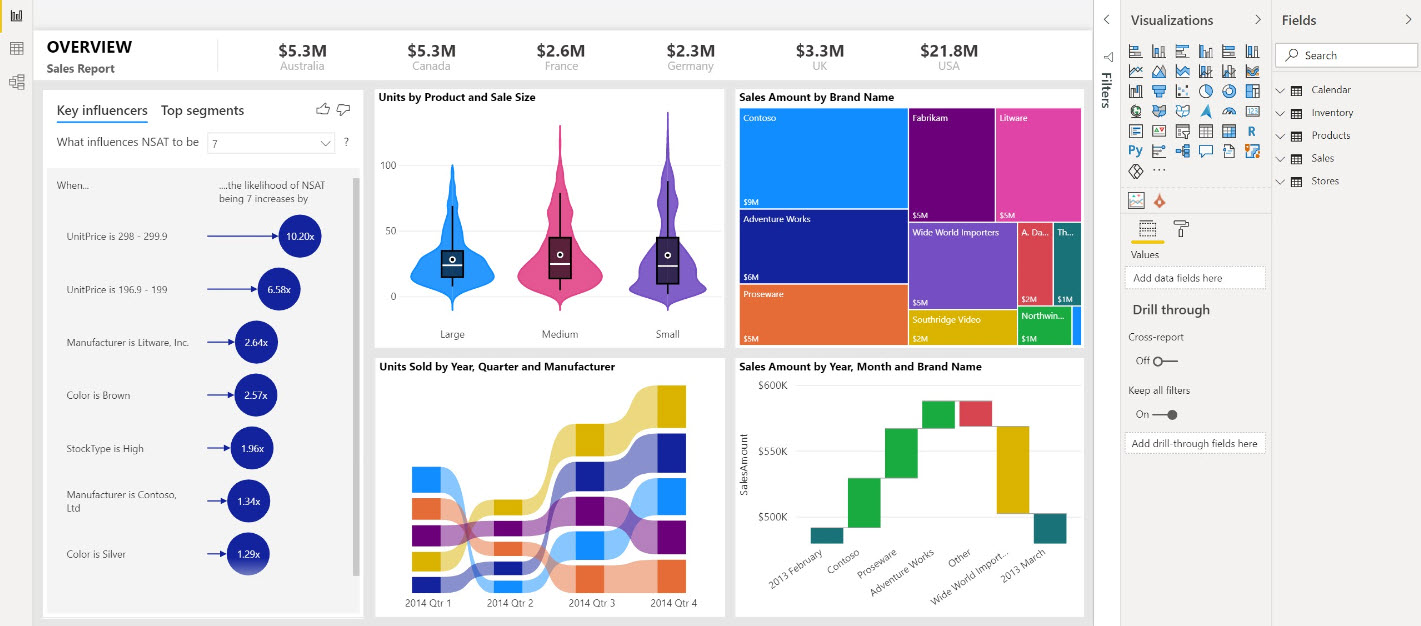 OVERVIEW
Sales Report
$5.3M
Australia
$5.3M
Canada
$2.6M
France
$2.3M
Germany
$3.3M
UK
$21.8M
USA
Key influencers
Top segments
What influences NSAT to be
7
?
When...
....the likelihood of NSAT
being 7 increases by
UnitPrice is 298 - 299.9
10.20x
UnitPrice is 196.9 - 199
6.58x
Manufacturer is Litware, Inc.
2.64x
Color is Brown
2.57x
StockType is High
1.96x
Manufacturer is Contoso,
Ltd
1.34x
Color is Silver
1.29x
Units by Product and Sale Size
100
50
0
Large
Medium
Small
Sales Amount by Brand Name
Contoso
$9M
Adventure Works
$6M
Proseware
$5M
Fabrikam
$5M
Litware
$5M
Wide World Importers
$5M
A. Da...
$2M
Th...
$1M
Southridge Video
$2M
Northwin...
$1M
Units Sold by Year, Quarter and Manufacturer
2014 Qtr 1
2014 Qtr 2
2014 Qtr 3
2014 Qtr 4
Sales Amount by Year, Month and Brand Name
SalesAmount
$600K
$550K
$500K
2013 February
Contoso
Proseware
Adventure Works
Other
Wide World Import...
2013 March
Filters
Visualizations
123
R
Py
...
Values
Add data fields here
Drill through
Cross-report
Off
Keep all filters
On
Add drill-through fields here
Fields
Search
Calendar
Inventory
Products
Sales
Stores